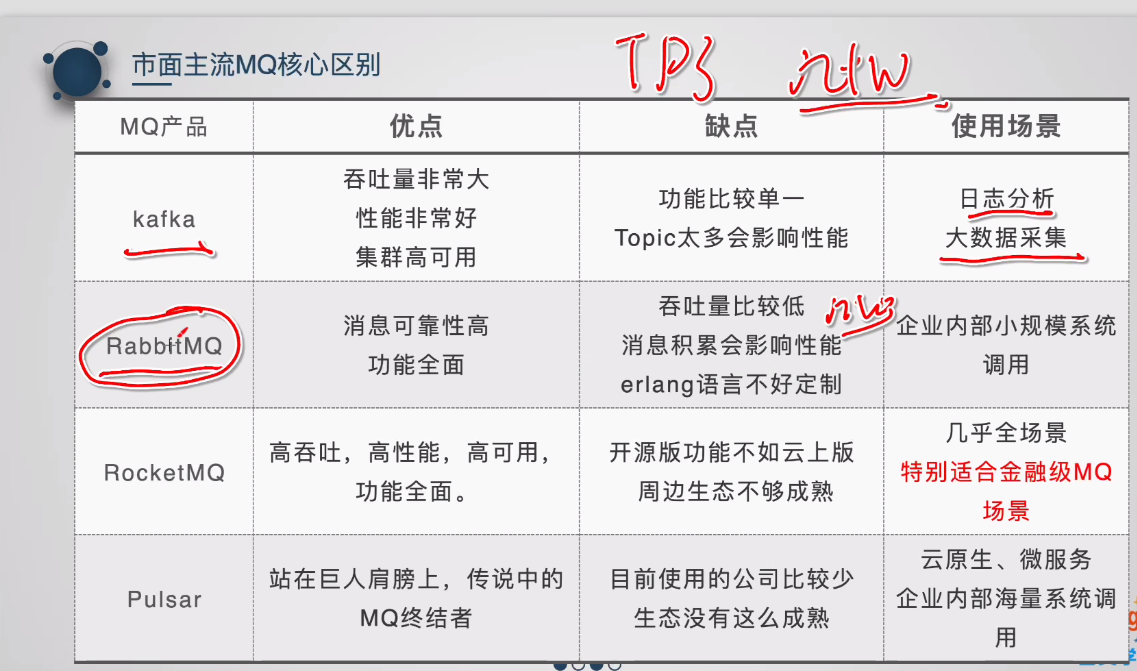 市面主流MQ核心区别
TPS
MQ产品
优点
缺点
使用场景
kafka
吞吐量非常大
性能非常好
集群高可用
功能比较单一
Topic太多会影响性能
日志分析
大数据采集
RabbitMQ
消息可靠性高
功能全面
吞吐量比较低
消息积累会影响性能
erlang语言不好定制
企业内部小规模系统
调用
RocketMQ
高吞吐，高性能，高可用，
功能全面。
开源版功能不如云上版
周边生态不够成熟
几乎全场景
特别适合金融级MQ
场景
Pulsar
站在巨人肩膀上，传说中的
MQ终结者
目前使用的公司比较少
生态没有这么成熟
云原生、微服务
企业内部海量系统调
用